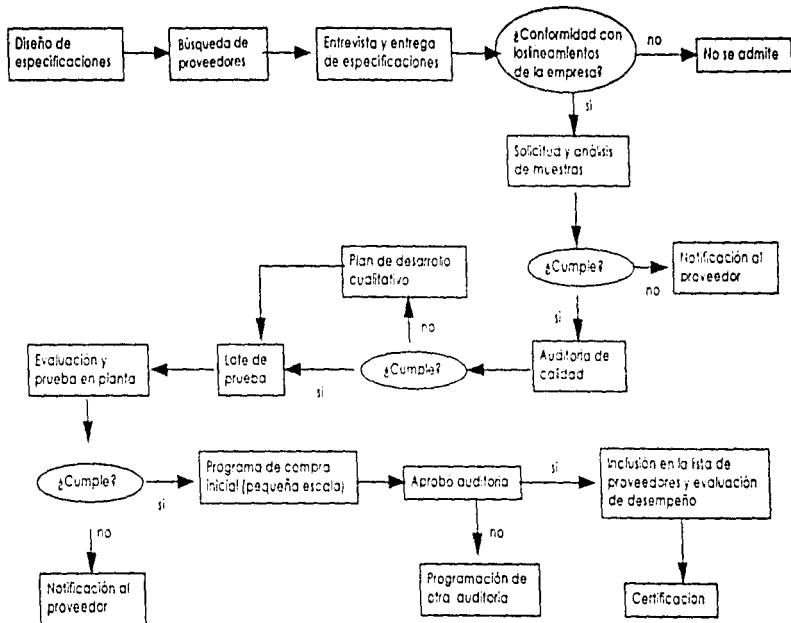 Diseño de
especificaciones
Búsqueda de
proveedores
Entrevista y entrega
de especificaciones
¿Conformidad con
loslineamientos
de la empresa?
no
No se admite
si
Solicitud y análisis
de muestras
¿Cumple?
no
Notificación al
proveedor
si
Auditoria de
calidad
¿Cumple?
no
Plan de desarrollo
cualitativo
si
Lote de
prueba
Evaluación y
prueba en planta
¿Cumple?
si
no
Notificación al
proveedor
Programa de compra
inicial (pequeña escala)
Aprobó auditoria
si
no
Programación de
otra auditoria
Inclusión en la lista de
proveedores y evaluación
de desempeño
Certificacion